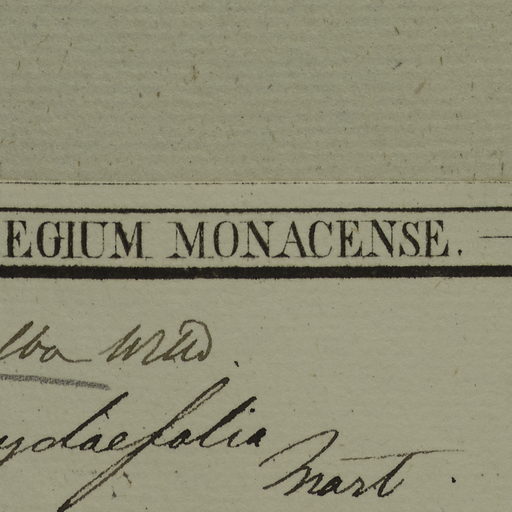 EGIUM MONACENSE. —
lba Willd.
ydaefolia
Mart.